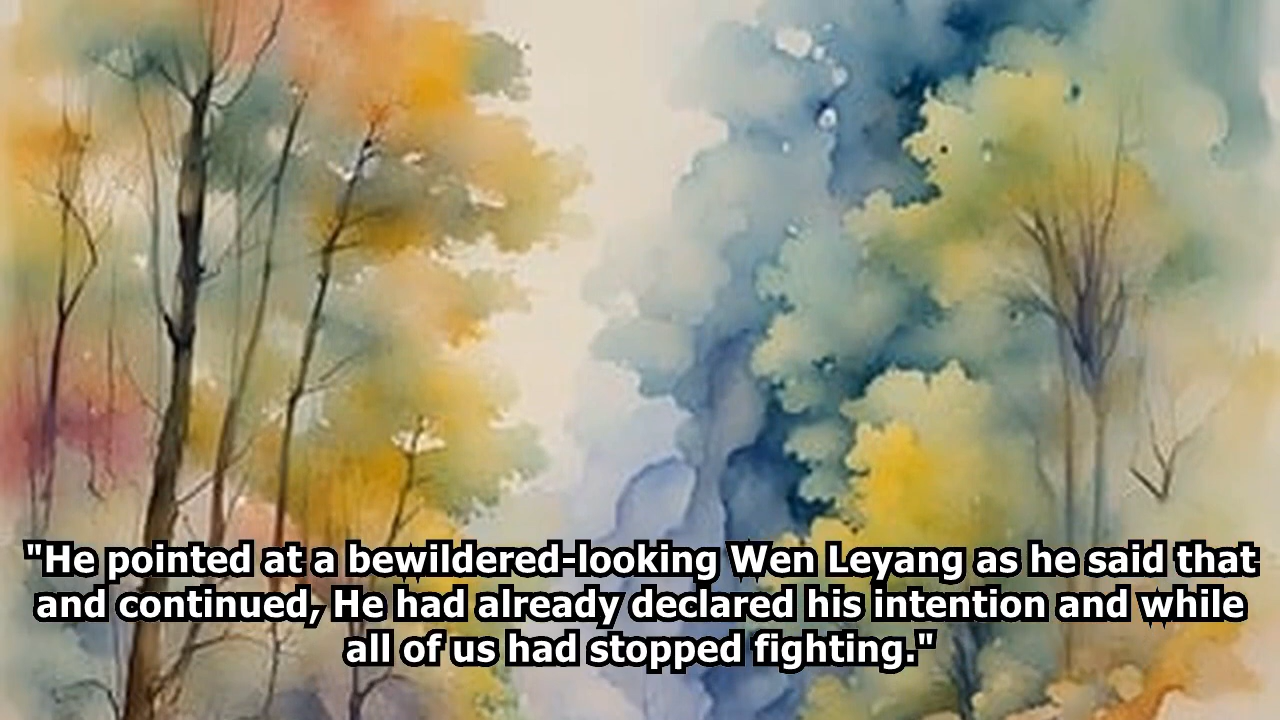 "He pointed at a bewildered-looking Wen Leyang as he said that
and continued, He had already declared his intention and while
all of us had stopped fighting."